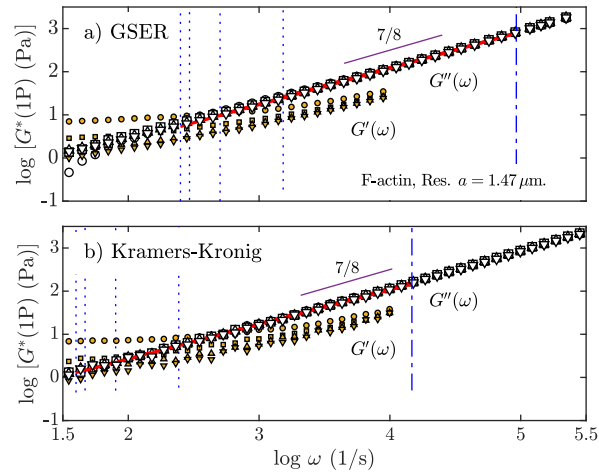 a) GSER
7/8
G''(ω)
G'(ω)
F-actin, Res. a = 1.47 μm.
log [G*(1P) (Pa)]
3
2
1
0
-1
b) Kramers-Kronig
7/8
G''(ω)
G'(ω)
log [G*(1P) (Pa)]
3
2
1
0
-1
1.5 2 3 4 5 5.5
log ω (1/s)